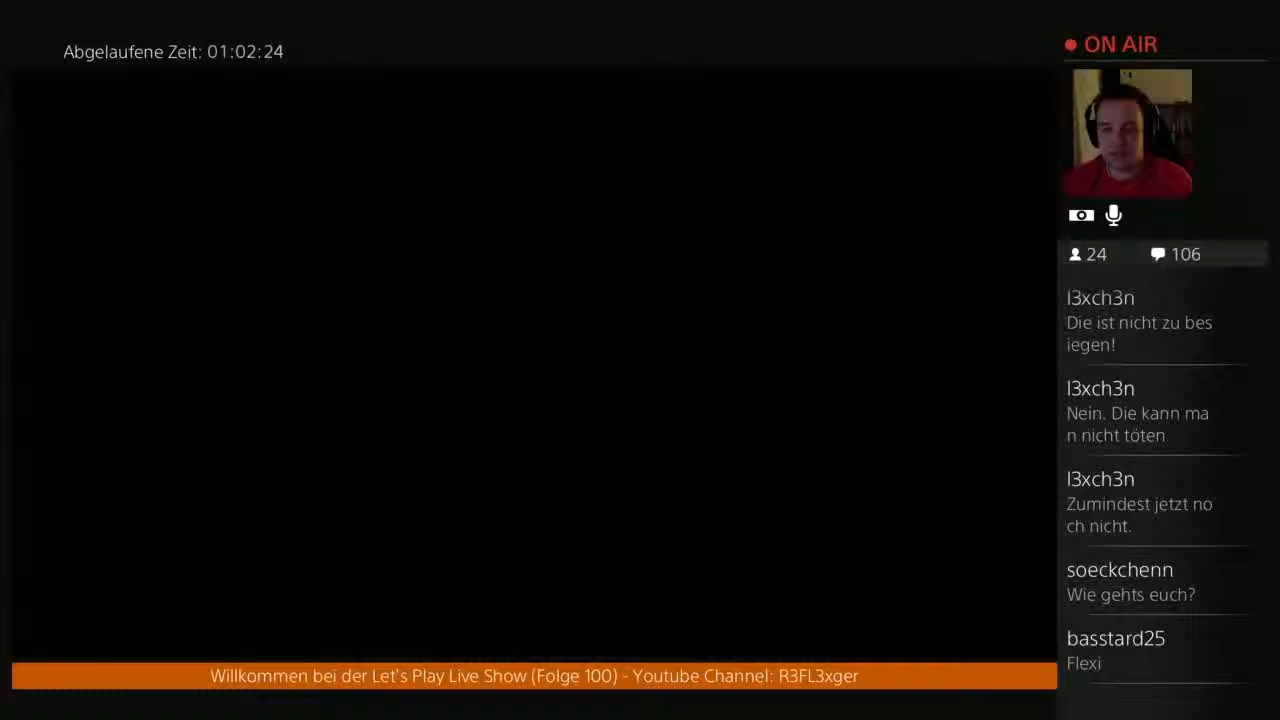 Abgelaufene Zeit: 01:02:24
ON AIR
24 106
l3xch3n
Die ist nicht zu bes
iegen!
l3xch3n
Nein. Die kann ma
n nicht töten.
l3xch3n
Zumindest jetzt no
ch nicht.
soeckchenn
Wie gehts euch?
basstard25
Flexi
Willkommen bei der Let's Play Live Show (Folge 100) - Youtube Channel: R3FL3xger